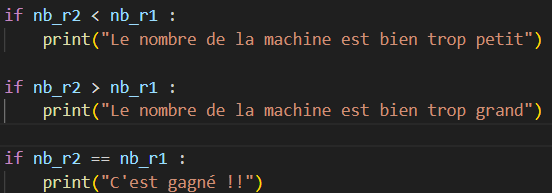 if nb_r2 < nb_r1 :
    print("Le nombre de la machine est bien trop petit")
if nb_r2 > nb_r1 :
    print("Le nombre de la machine est bien trop grand")
if nb_r2 == nb_r1 :
    print("C'est gagné !!")